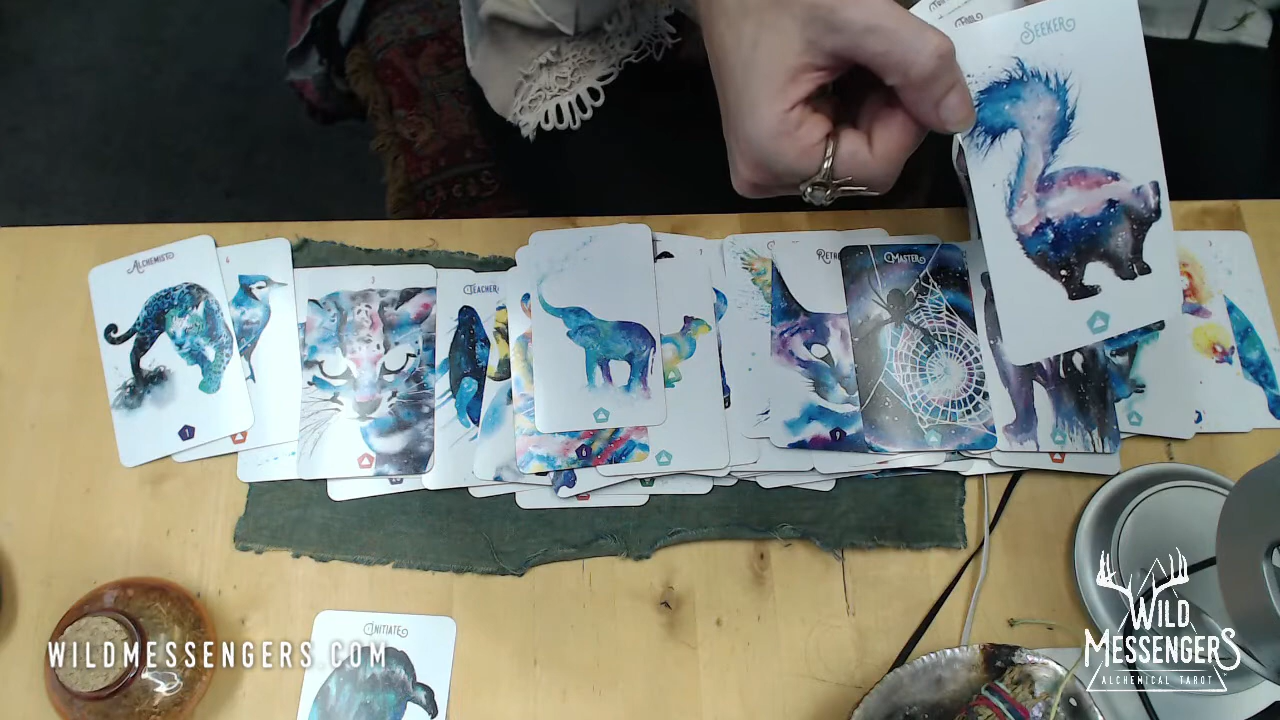 SEEKER
ALCHEMIST
MASTER
TEACHER
INITIATE
WILDMESSENGERS.COM
WILD
MESSENGERS
ALCHEMICAL TAROT